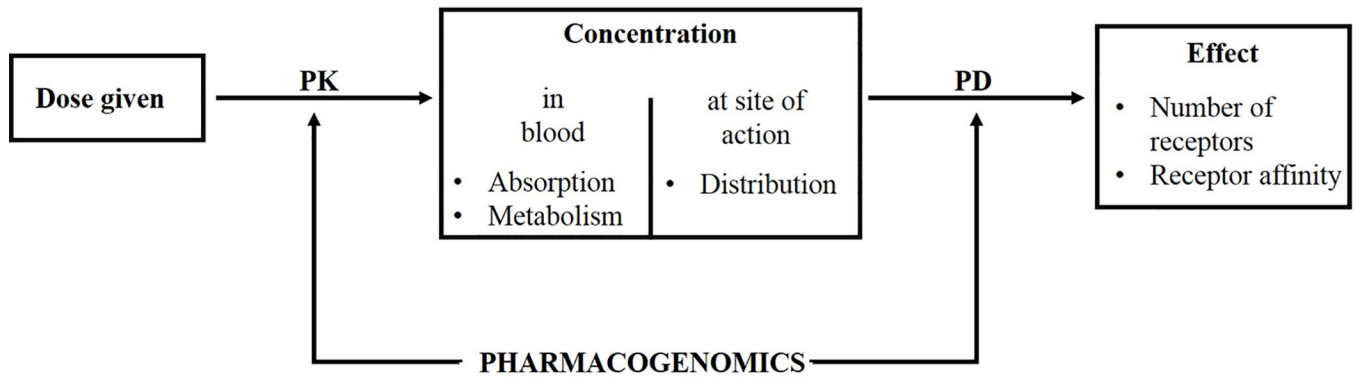 Dose given
PK
Concentration
in
blood
• Absorption
• Metabolism
at site of
action
• Distribution
PD
Effect
• Number of
receptors
• Receptor affinity
PHARMACOGENOMICS